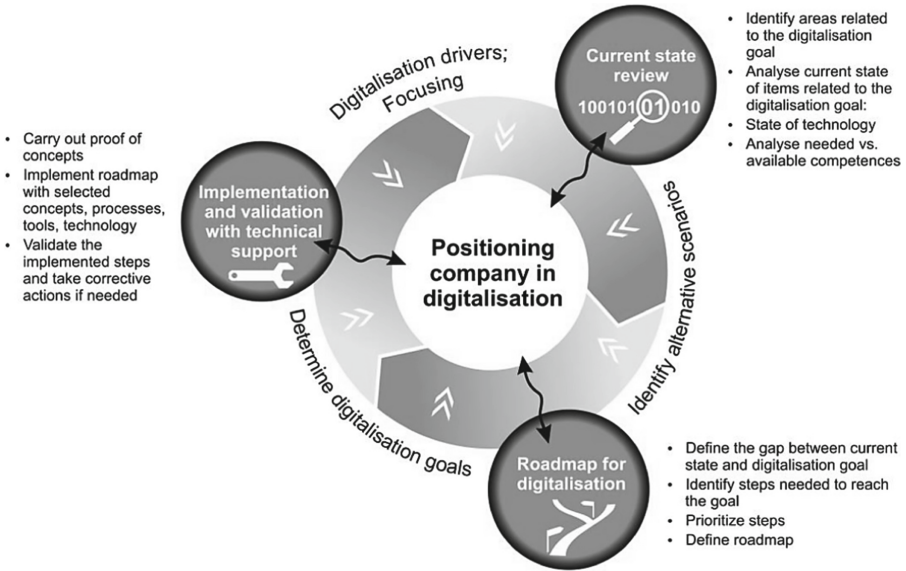 Digitalisation drivers;
Focusing
Current state
review
100101 01 010
• Identify areas related
to the digitalisation
goal
• Analyse current state
of items related to the
digitalisation goal:
• State of technology
• Analyse needed vs.
available competences
• Carry out proof of
concepts
• Implement roadmap
with selected
concepts, processes,
tools, technology
• Validate the
implemented steps
and take corrective
actions if needed
Implementation
and validation
with technical
support
Positioning
company in
digitalisation
Identify alternative scenarios
Determine digitalisation goals
Roadmap for
digitalisation
• Define the gap between current
state and digitalisation goal
• Identify steps needed to reach
the goal
• Prioritize steps
• Define roadmap